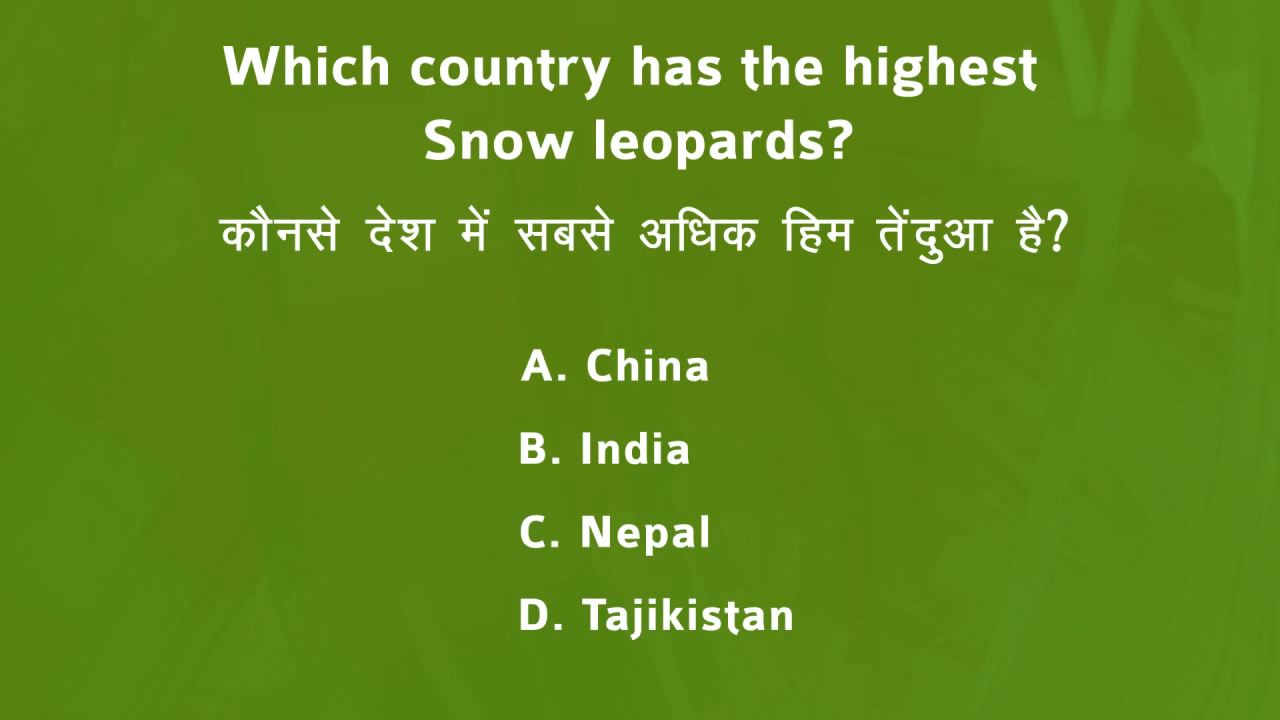 Which country has the highest
Snow leopards?
कौनसे देश में सबसे अधिक हिम तेंदुआ है?
A. China
B. India
C. Nepal
D. Tajikistan